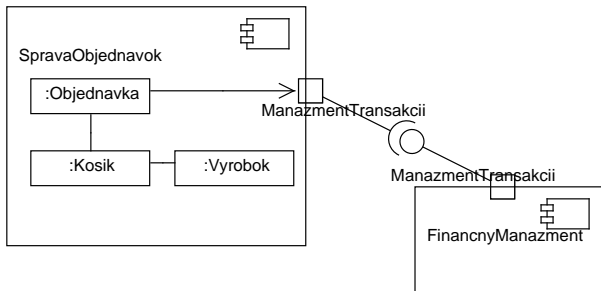 SpravaObjednavok
:Objednavka
ManazmentTransakcii
:Kosik
:Vyrobok
ManazmentTransakcii
FinancnyManazment